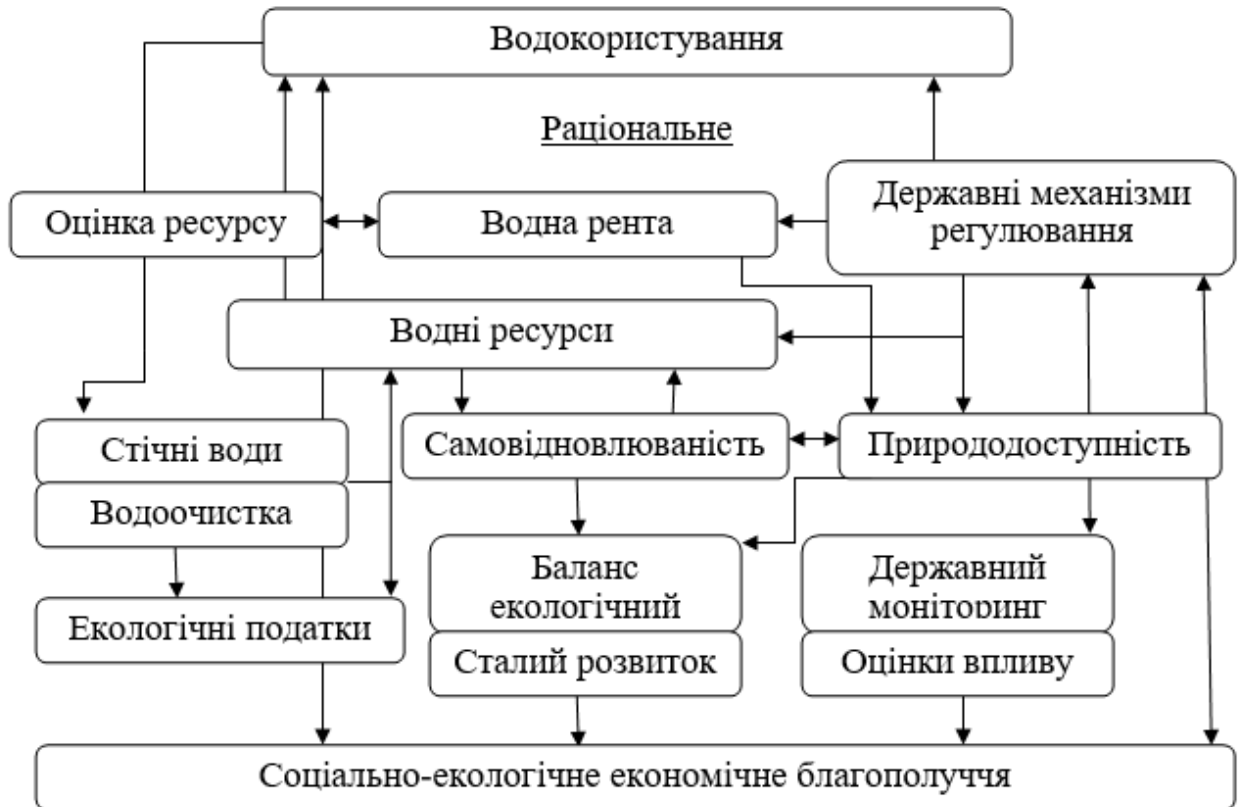 Водокористування
Раціональне
Оцінка ресурсу
Водна рента
Державні механізми
регулювання
Водні ресурси
Стічні води
Самовідновлюваність
Природодоступність
Водоочистка
Баланс
екологічний
Державний
моніторинг
Екологічні податки
Сталий розвиток
Оцінки впливу
Соціально-екологічне економічне благополуччя